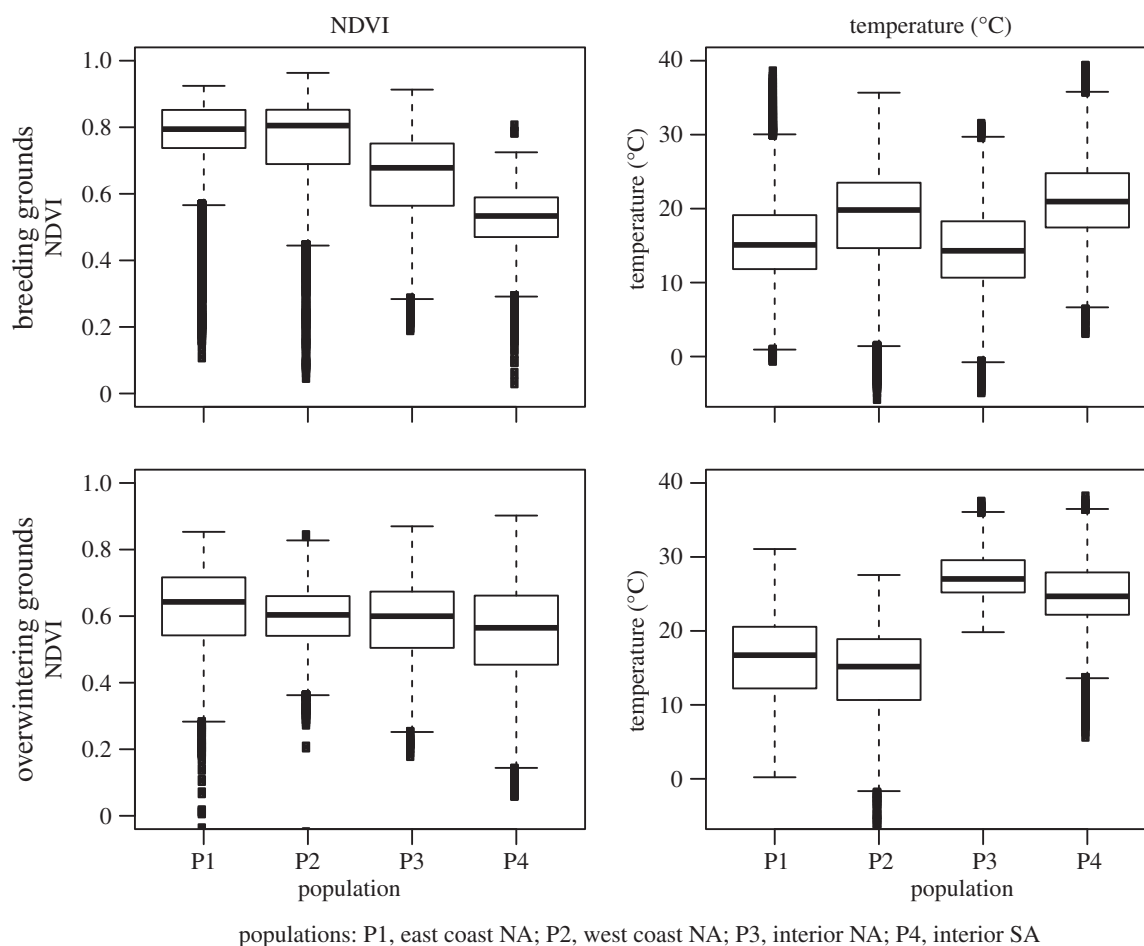 NDVI
temperature (°C)
breeding grounds
NDVI
1.0
0.8
0.6
0.4
0.2
0
temperature (°C)
40
30
20
10
0
overwintering grounds
NDVI
1.0
0.8
0.6
0.4
0.2
0
P1 P2 P3 P4
population
temperature (°C)
40
30
20
10
0
P1 P2 P3 P4
population
populations: P1, east coast NA; P2, west coast NA; P3, interior NA; P4, interior SA